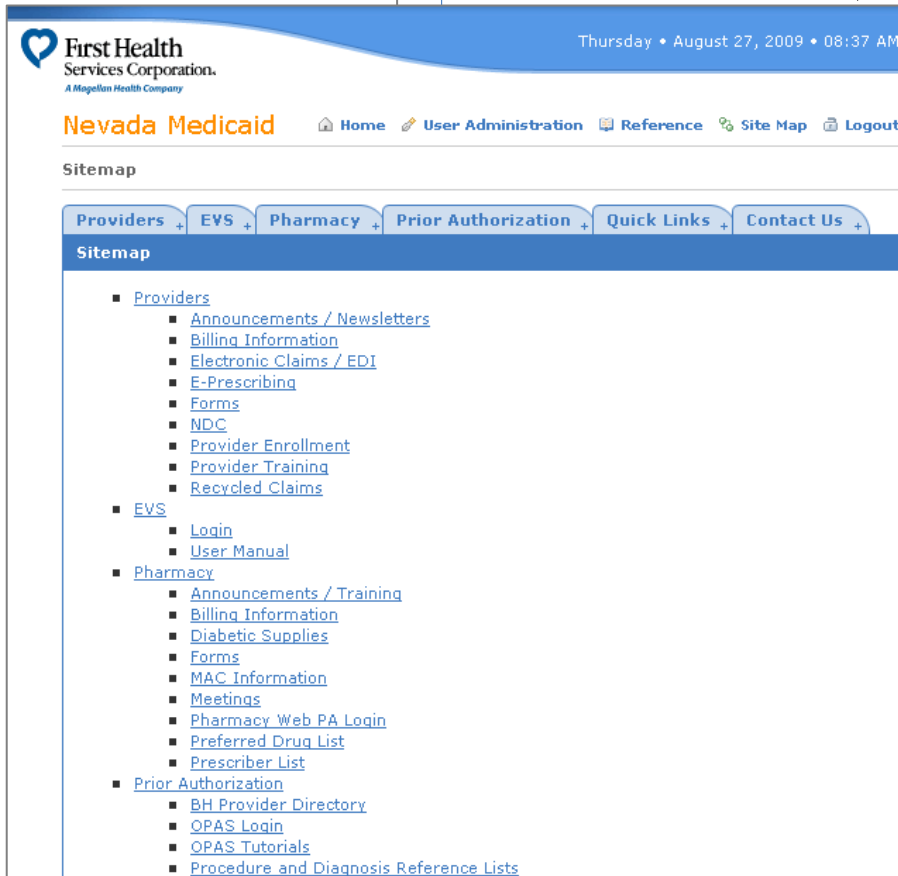 First Health
Services Corporation.
A Magellan Health Company
Thursday • August 27, 2009 • 08:37 AM
Nevada Medicaid
Home User Administration Reference Site Map Logout
Sitemap
Providers + EVS + Pharmacy + Prior Authorization + Quick Links + Contact Us +
Sitemap
Providers
Announcements / Newsletters
Billing Information
Electronic Claims / EDI
E-Prescribing
Forms
NDC
Provider Enrollment
Provider Training
Recycled Claims
EVS
Login
User Manual
Pharmacy
Announcements / Training
Billing Information
Diabetic Supplies
Forms
MAC Information
Meetings
Pharmacy Web PA Login
Preferred Drug List
Prescriber List
Prior Authorization
BH Provider Directory
OPAS Login
OPAS Tutorials
Procedure and Diagnosis Reference Lists